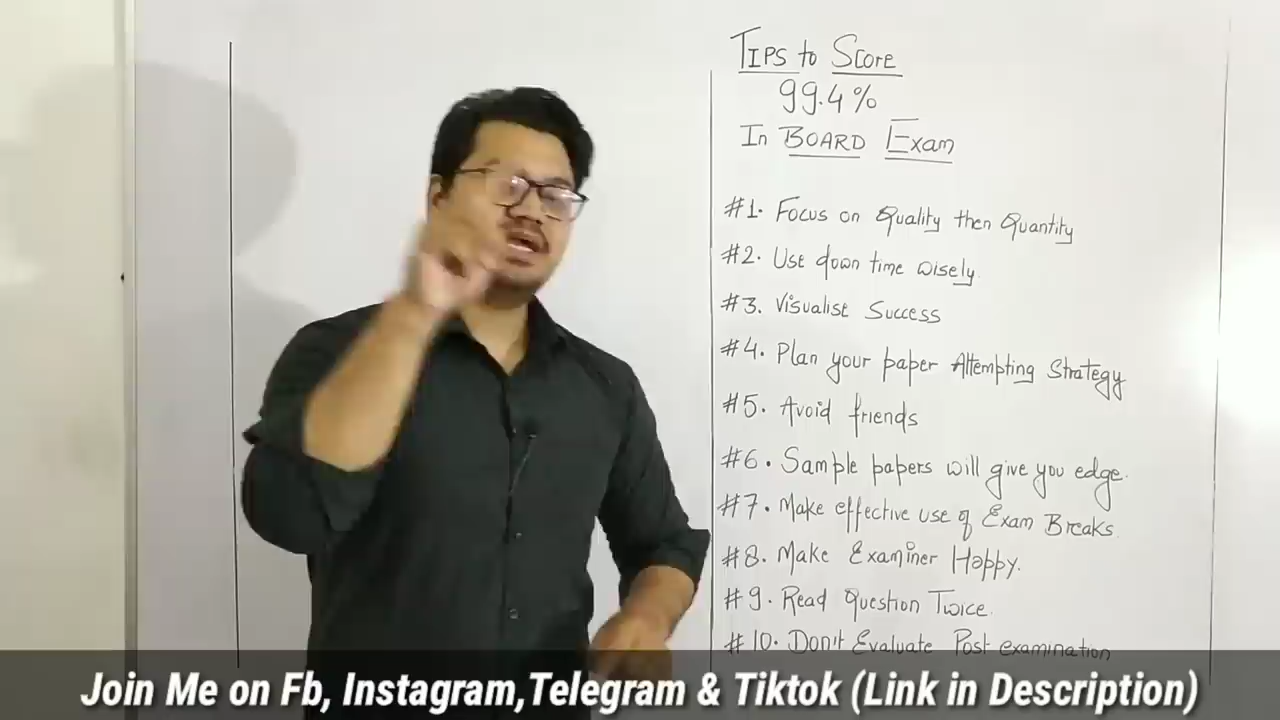 TIPS to Score
99.4%
In BOARD Exam
#1. Focus on Quality then Quantity
#2. Use down time wisely.
#3. Visualise Success
#4. Plan your paper Attempting Strategy
#5. Avoid friends
#6. Sample papers will give you edge.
#7. Make effective use of Exam Breaks.
#8. Make Examiner Happy.
#9. Read Question Twice.
#10. Don't Evaluate Post examination
Join Me on Fb, Instagram,Telegram & Tiktok (Link in Description)